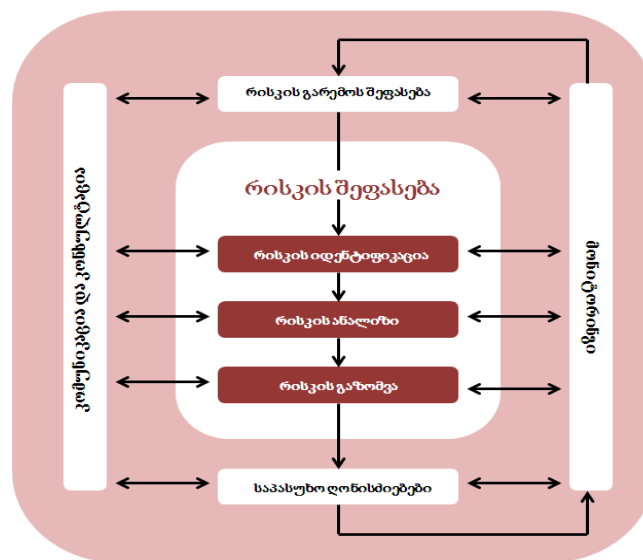 რისკის გარემოს შეფასება
კომუნიკაცია და კონსულტაცია
რისკის შეფასება
რისკის იდენტიფიკაცია
რისკის ანალიზი
რისკის გაზომვა
მონიტორინგი
საპასუხო ღონისძიებები